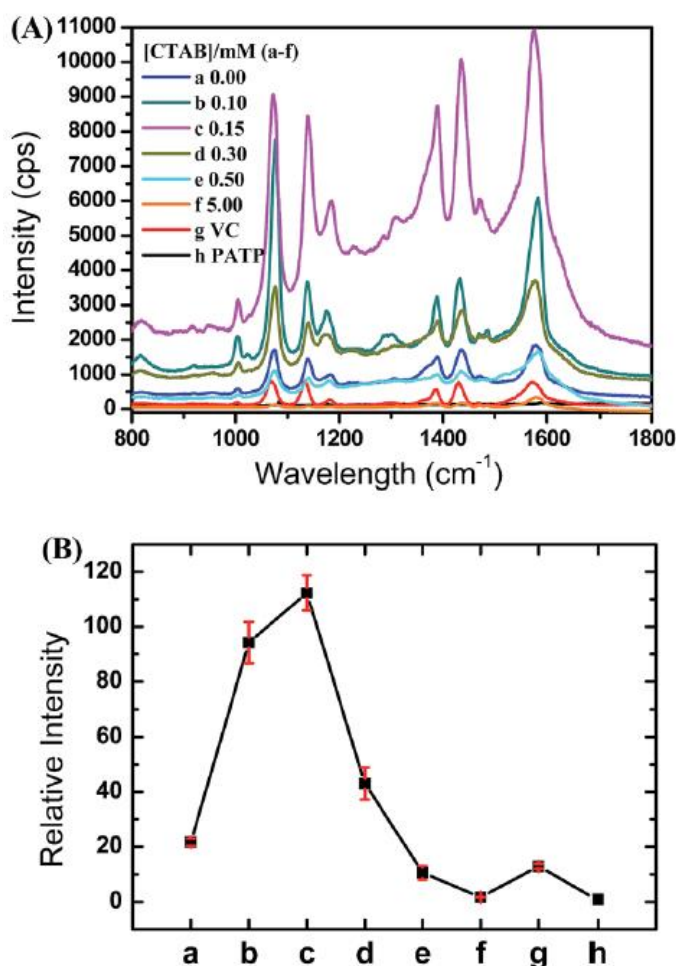 (A)
11000
10000
9000
8000
7000
6000
5000
4000
3000
2000
1000
0
Intensity (cps)
[CTAB]/mM (a-f)
a 0.00
b 0.10
c 0.15
d 0.30
e 0.50
f 5.00
g VC
h PATP
800 1000 1200 1400 1600 1800
Wavelength (cm⁻¹)
(B)
120
100
80
60
40
20
0
Relative Intensity
a b c d e f g h